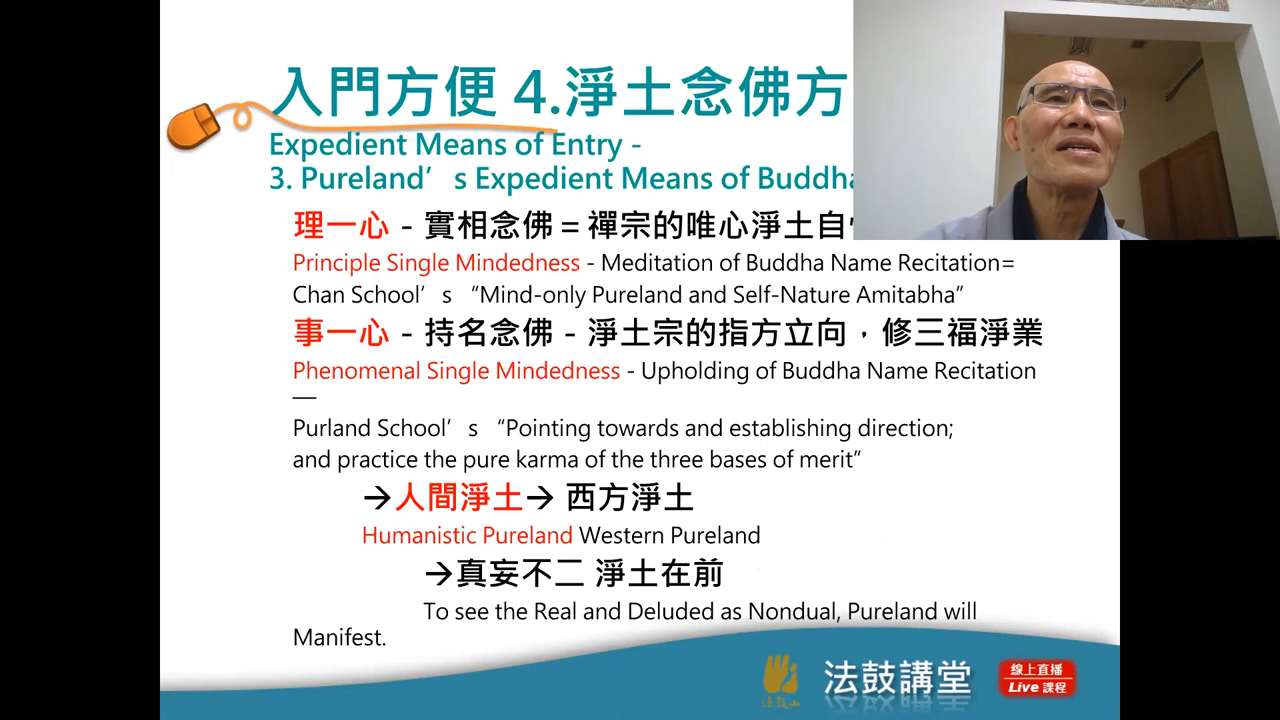 入門方便 4.淨土念佛方
Expedient Means of Entry -
3. Pureland’s Expedient Means of Buddha
理一心 - 實相念佛 = 禪宗的唯心淨土自
Principle Single Mindedness - Meditation of Buddha Name Recitation=
Chan School’s “Mind-only Pureland and Self-Nature Amitabha”
事一心 - 持名念佛 - 淨土宗的指方立向，修三福淨業
Phenomenal Single Mindedness - Upholding of Buddha Name Recitation
—
Purland School’s “Pointing towards and establishing direction;
and practice the pure karma of the three bases of merit”
→人間淨土→ 西方淨土
Humanistic Pureland Western Pureland
→真妄不二 淨土在前
To see the Real and Deluded as Nondual, Pureland will
Manifest.
法鼓山
法鼓講堂
線上直播
Live 課程